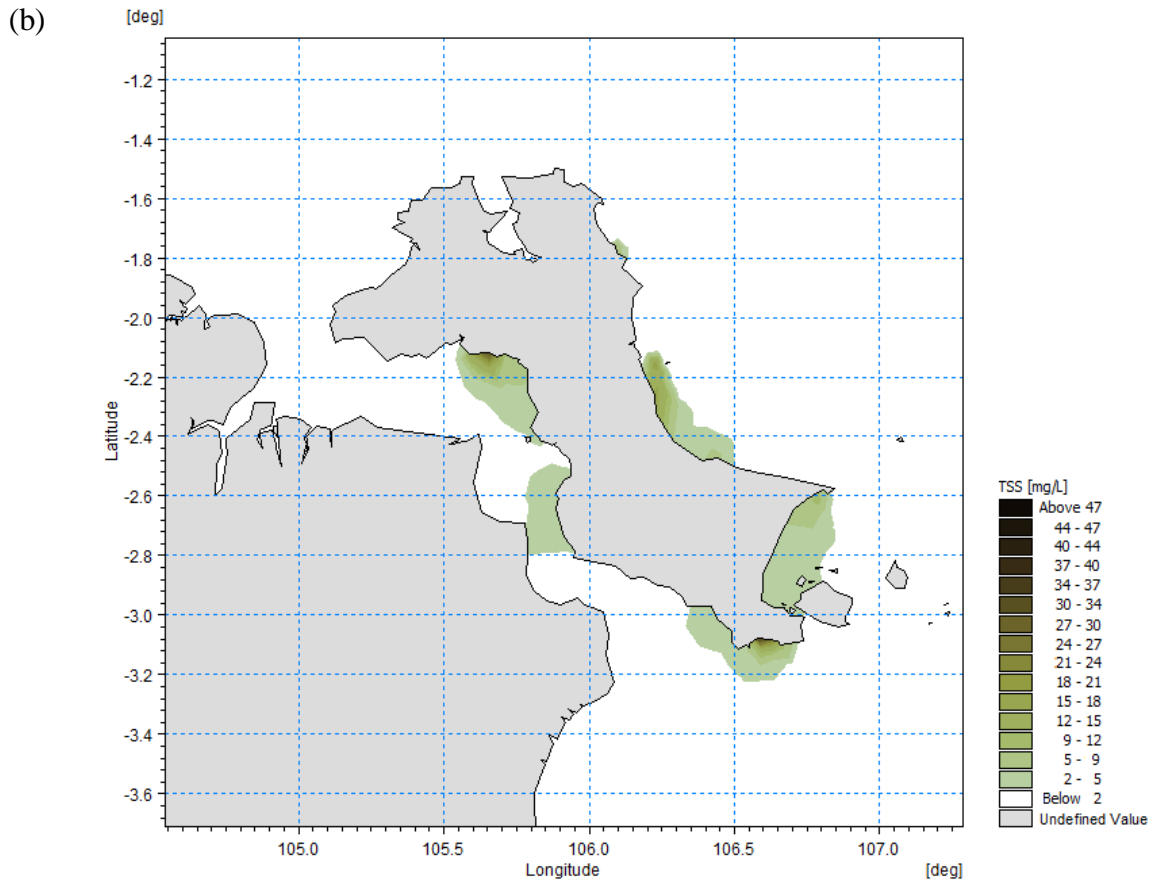 (b)
[deg]
-1.2
-1.4
-1.6
-1.8
-2.0
-2.2
-2.4
-2.6
-2.8
-3.0
-3.2
-3.4
-3.6
Latitude
105.0 105.5 106.0 106.5 107.0
Longitude [deg]
TSS [mg/L]
Above 47
44 - 47
40 - 44
37 - 40
34 - 37
30 - 34
27 - 30
24 - 27
21 - 24
18 - 21
15 - 18
12 - 15
9 - 12
5 - 9
2 - 5
Below 2
Undefined Value